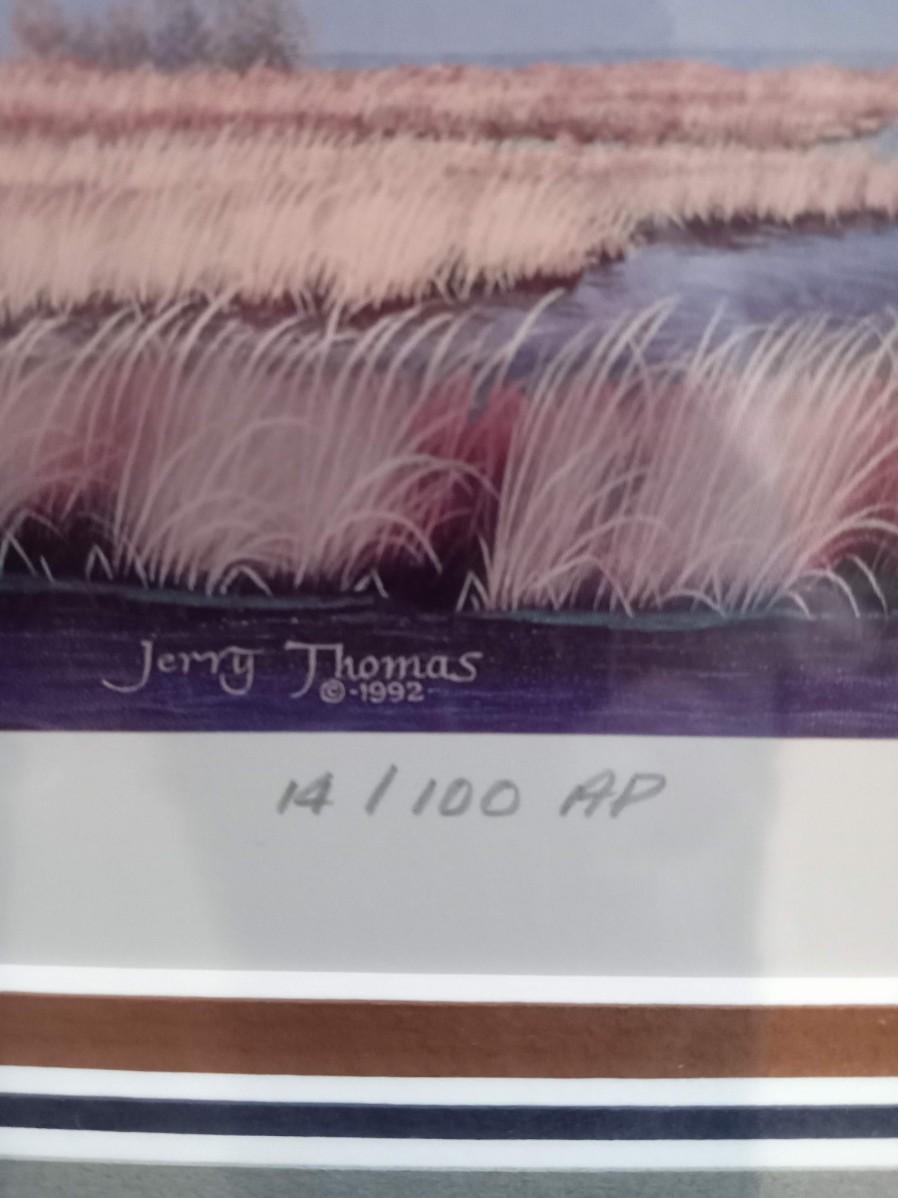 Jerry Thomas
©-1992-
14 / 100 AP